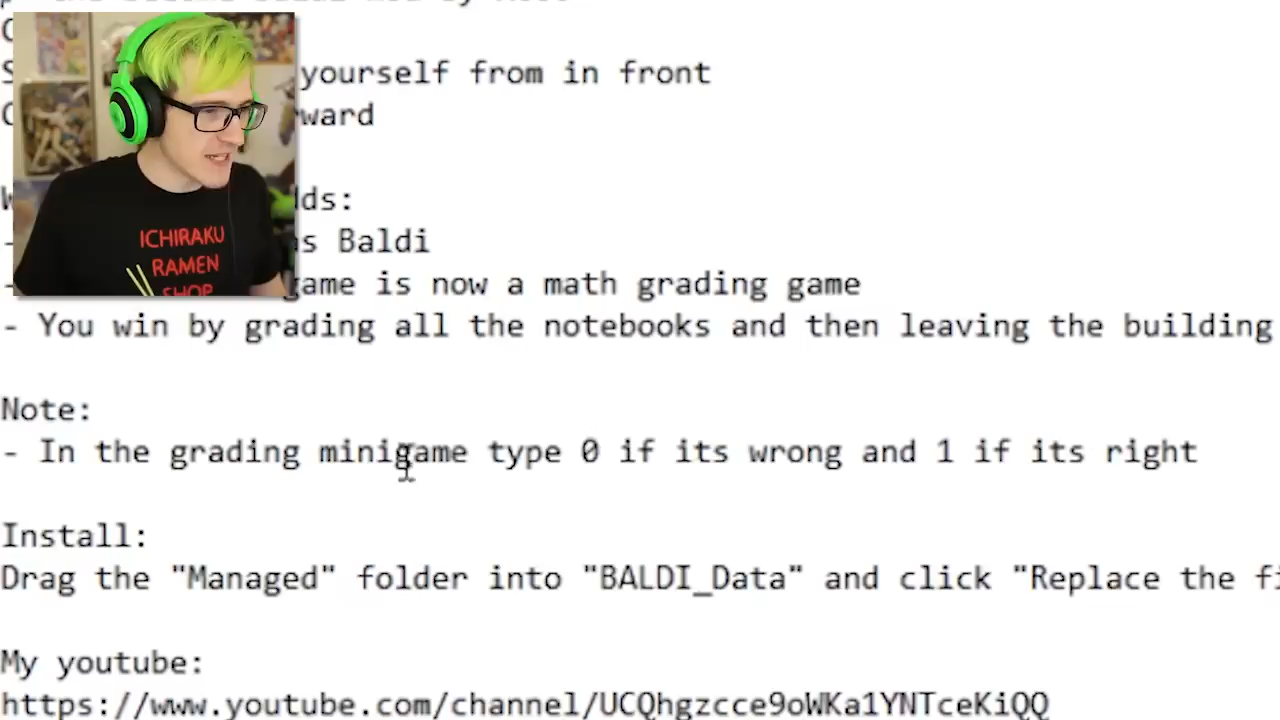 yourself from in front
ward
ICHIRAKU
RAMEN
SHOP
ds:
as Baldi
game is now a math grading game
- You win by grading all the notebooks and then leaving the building
Note:
- In the grading minigame type 0 if its wrong and 1 if its right
Install:
Drag the "Managed" folder into "BALDI_Data" and click "Replace the fi
My youtube:
https://www.youtube.com/channel/UCQhgzcce9oWKa1YNTceKiQQ